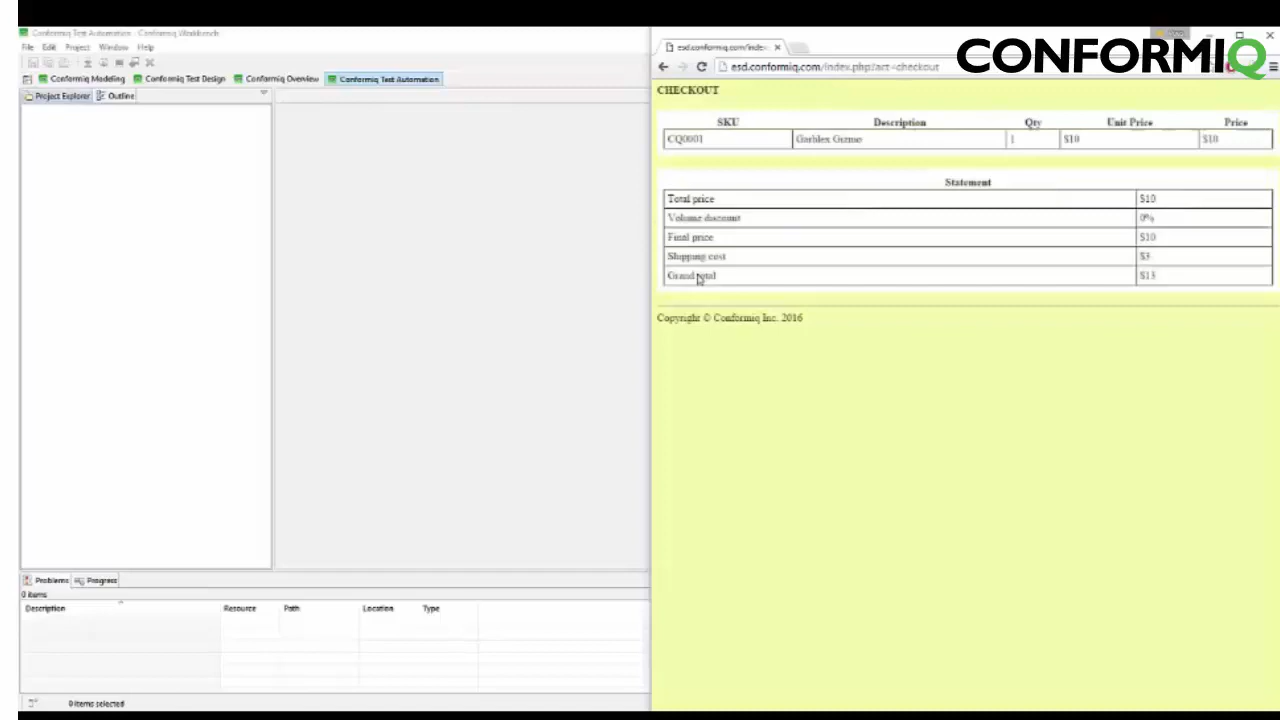 Conformiq Test Automation - Conformiq Workbench
File Edit Project Window Help
Conformiq Modeling Conformiq Test Design Conformiq Overview Conformiq Test Automation
Project Explorer Outline
Problems Progress
0 items
Description Resource Path Location Type
0 items selected
CONFORMIQ
esd.conformiq.com/index.
esd.conformiq.com/index.php?act=checkout
CHECKOUT
SKU Description Qty Unit Price Price
CQ0001 Garblex Gizmo 1 $10 $10
Statement
Total price $10
Volume discount 0%
Final price $10
Shipping cost $3
Grand total $13
Copyright © Conformiq Inc. 2016